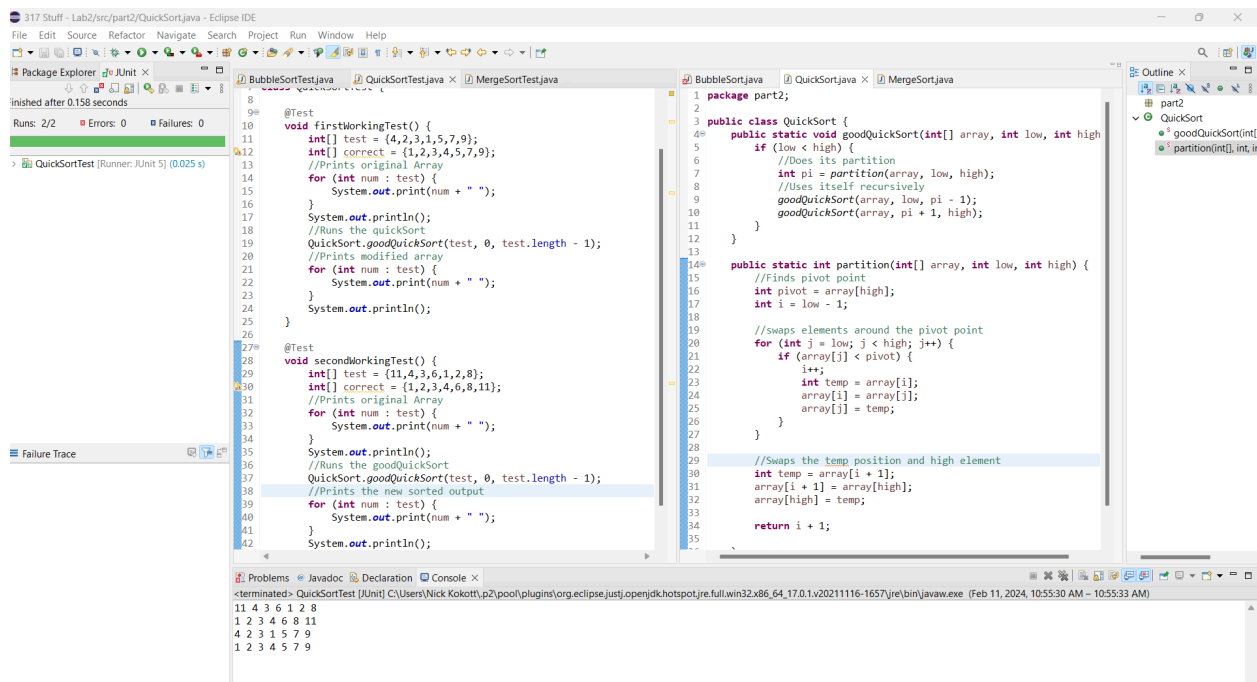 317 Stuff - Lab2/src/part2/QuickSort.java - Eclipse IDE
File Edit Source Refactor Navigate Search Project Run Window Help
Package Explorer JUnit
Finished after 0.158 seconds
Runs: 2/2 Errors: 0 Failures: 0
QuickSortTest [Runner: JUnit 5] (0.025 s)
Failure Trace
BubbleSortTest.java QuickSortTest.java MergeSortTest.java
8
9 @Test
10 void firstWorkingTest() {
11 int[] test = {4,2,3,1,5,7,9};
12 int[] correct = {1,2,3,4,5,7,9};
13 //Prints original Array
14 for (int num : test) {
15 System.out.print(num + " ");
16 }
17 System.out.println();
18 //Runs the quickSort
19 QuickSort.goodQuickSort(test, 0, test.length - 1);
20 //Prints modified array
21 for (int num : test) {
22 System.out.print(num + " ");
23 }
24 System.out.println();
25 }
26
27 @Test
28 void secondWorkingTest() {
29 int[] test = {11,4,3,6,1,2,8};
30 int[] correct = {1,2,3,4,6,8,11};
31 //Prints original Array
32 for (int num : test) {
33 System.out.print(num + " ");
34 }
35 System.out.println();
36 //Runs the goodQuickSort
37 QuickSort.goodQuickSort(test, 0, test.length - 1);
38 //Prints the new sorted output
39 for (int num : test) {
40 System.out.print(num + " ");
41 }
42 System.out.println();
BubbleSort.java QuickSort.java MergeSort.java
1 package part2;
2
3 public class QuickSort {
4 public static void goodQuickSort(int[] array, int low, int high
5 if (low < high) {
6 //Does its partition
7 int pi = partition(array, low, high);
8 //Uses itself recursively
9 goodQuickSort(array, low, pi - 1);
10 goodQuickSort(array, pi + 1, high);
11 }
12 }
13
14 public static int partition(int[] array, int low, int high) {
15 //Finds pivot point
16 int pivot = array[high];
17 int i = low - 1;
18
19 //swaps elements around the pivot point
20 for (int j = low; j < high; j++) {
21 if (array[j] < pivot) {
22 i++;
23 int temp = array[i];
24 array[i] = array[j];
25 array[j] = temp;
26 }
27 }
28
29 //Swaps the temp position and high element
30 int temp = array[i + 1];
31 array[i + 1] = array[high];
32 array[high] = temp;
33
34 return i + 1;
35
Outline
part2
QuickSort
goodQuickSort(int[
partition(int[], int, in
Problems Javadoc Declaration Console
<terminated> QuickSortTest [JUnit] C:\Users\Nick Kokott\.p2\pool\plugins\org.eclipse.justj.openjdk.hotspot.jre.full.win32.x86_64_17.0.1.v20211116-1657\jre\bin\javaw.exe (Feb 11, 2024, 10:55:30 AM – 10:55:33 AM)
11 4 3 6 1 2 8
1 2 3 4 6 8 11
4 2 3 1 5 7 9
1 2 3 4 5 7 9